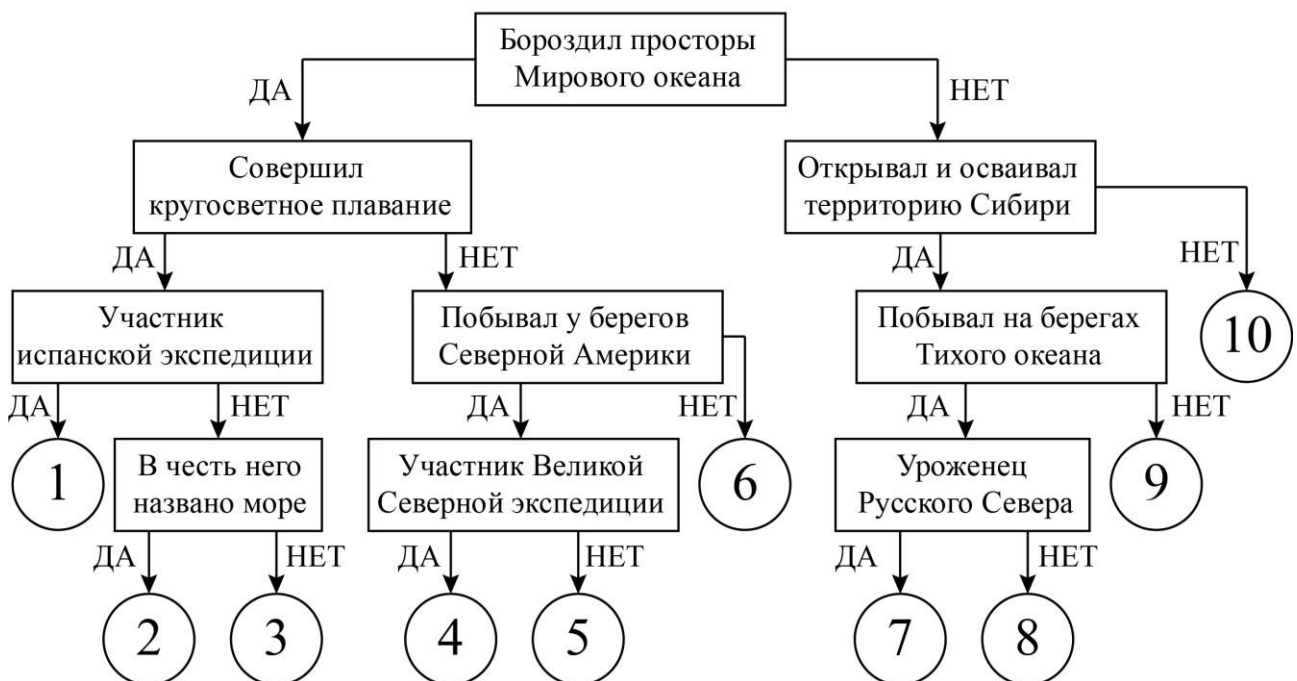 Бороздил просторы
Мирового океана
ДА
НЕТ
Совершил
кругосветное плавание
Открывал и осваивал
территорию Сибири
ДА
НЕТ
ДА
НЕТ
Участник
испанской экспедиции
Побывал у берегов
Северной Америки
Побывал на берегах
Тихого океана
10
ДА
НЕТ
ДА
НЕТ
ДА
НЕТ
1
В честь него
названо море
Участник Великой
Северной экспедиции
6
Уроженец
Русского Севера
9
ДА
НЕТ
ДА
НЕТ
ДА
НЕТ
2
3
4
5
7
8